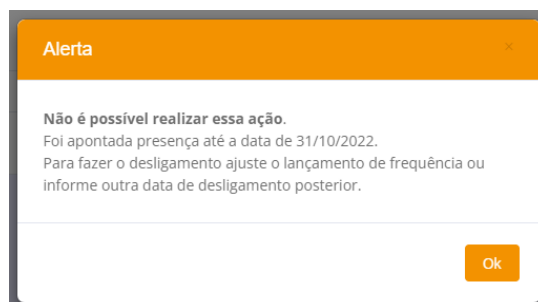 Alerta
×
Não é possível realizar essa ação.
Foi apontada presença até a data de 31/10/2022.
Para fazer o desligamento ajuste o lançamento de frequência ou
informe outra data de desligamento posterior.
Ok